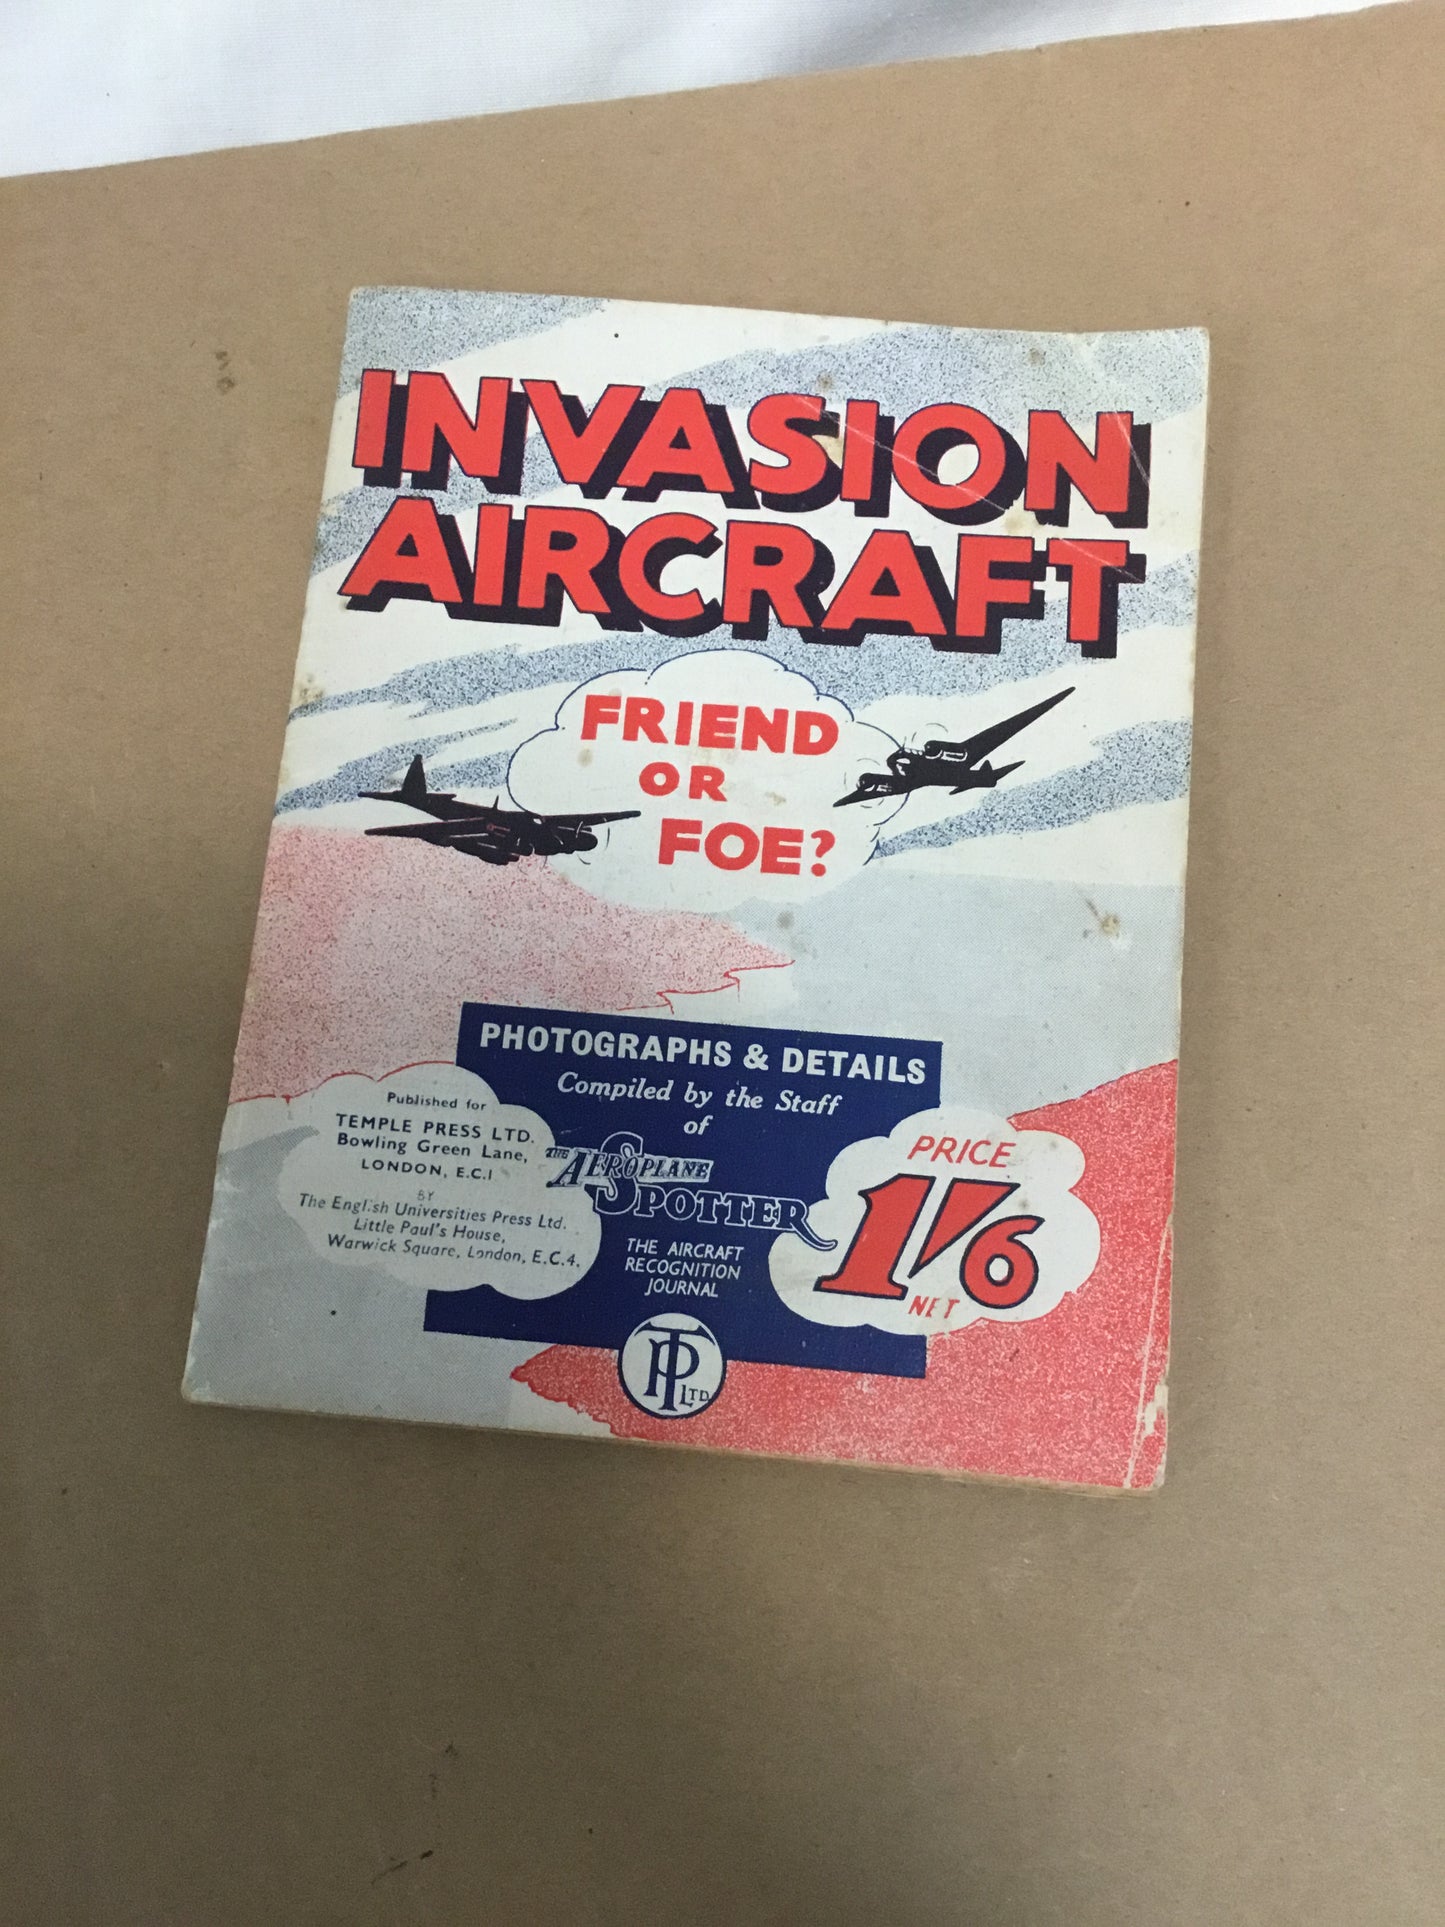 INVASION
AIRCRAFT
FRIEND
OR
FOE?
PHOTOGRAPHS & DETAILS
Compiled by the Staff
of
THE AEROPLANE
SPOTTER
THE AIRCRAFT
RECOGNITION
JOURNAL
Published for
TEMPLE PRESS LTD.
Bowling Green Lane,
LONDON, E.C.1
BY
The English Universities Press Ltd.
Little Paul's House,
Warwick Square, London, E.C.4.
PRICE
1/6
NET
TP
LTD